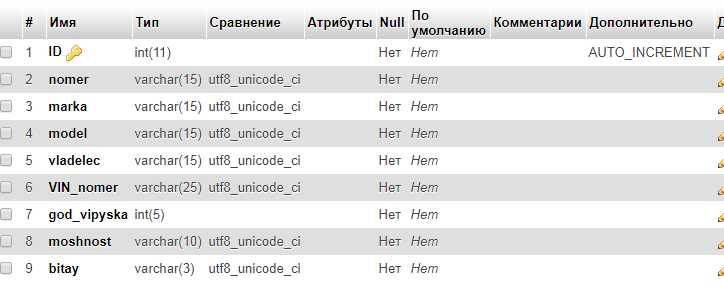 # Имя Тип Сравнение Атрибуты Null По умолчанию Комментарии Дополнительно Д
1 ID int(11) Нет Нет AUTO_INCREMENT
2 nomer varchar(15) utf8_unicode_ci Нет Нет
3 marka varchar(15) utf8_unicode_ci Нет Нет
4 model varchar(15) utf8_unicode_ci Нет Нет
5 vladelec varchar(15) utf8_unicode_ci Нет Нет
6 VIN_nomer varchar(25) utf8_unicode_ci Нет Нет
7 god_vipyska int(5) Нет Нет
8 moshnost varchar(10) utf8_unicode_ci Нет Нет
9 bitay varchar(3) utf8_unicode_ci Нет Нет